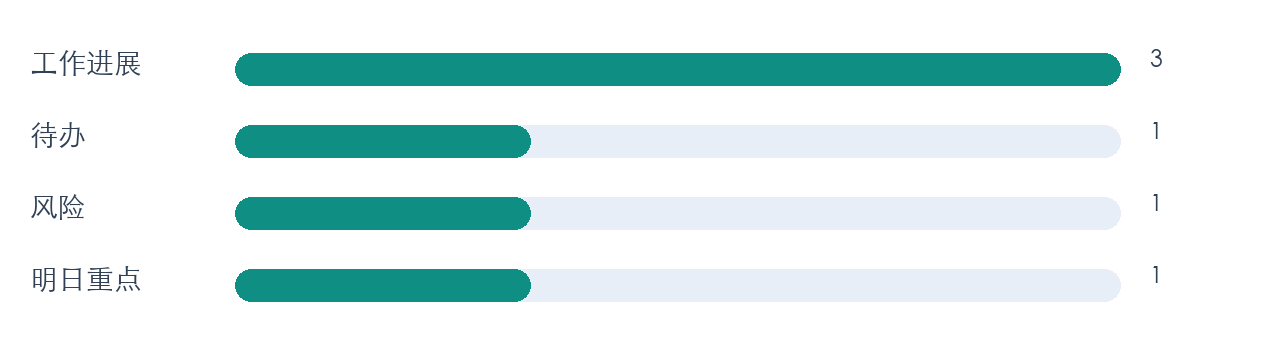 工作进展 3
待办 1
风险 1
明日重点 1